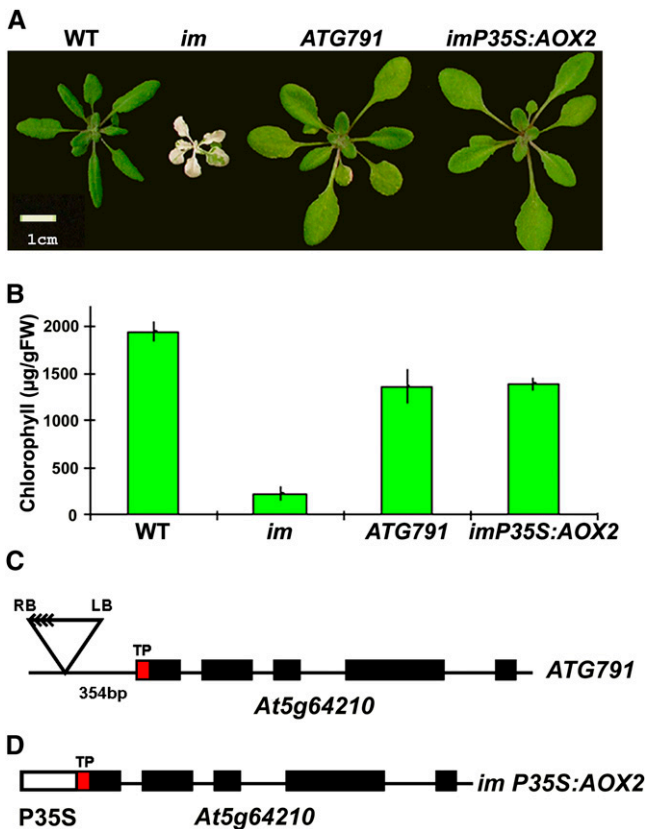 A
WT im ATG791 imP35S:AOX2
1cm
B
Chlorophyll (µg/gFW)
2000
1500
1000
500
0
WT im ATG791 imP35S:AOX2
C
RB LB
TP
354bp
ATG791
At5g64210
D
TP
im P35S:AOX2
P35S At5g64210